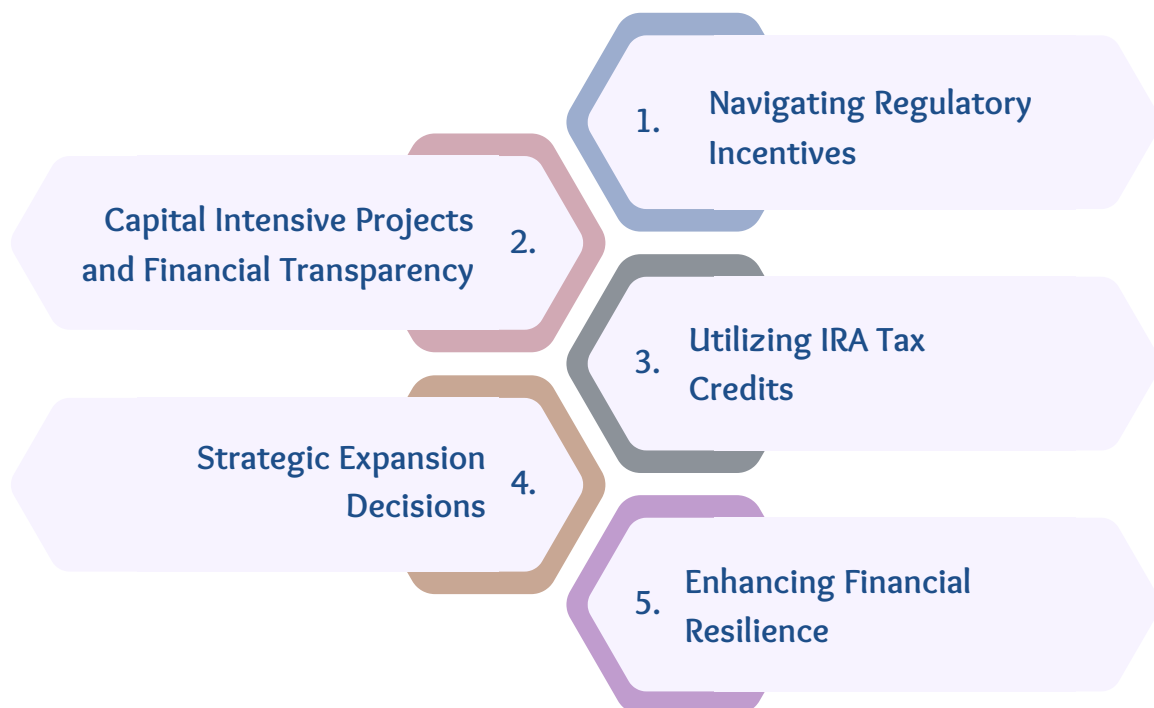 1. Navigating Regulatory
Incentives
Capital Intensive Projects
and Financial Transparency 2.
3. Utilizing IRA Tax
Credits
Strategic Expansion
Decisions 4.
5. Enhancing Financial
Resilience